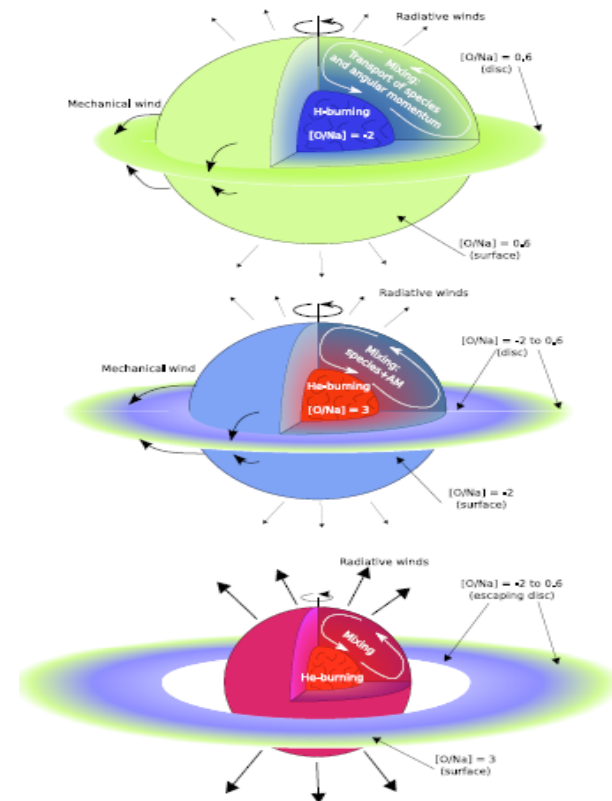 Radiative winds
[O/Na] = 0.6
(disc)
Mixing:
Transport of species
and angular momentum
Mechanical wind
H-burning
[O/Na] = -2
[O/Na] = 0.6
(surface)
Radiative winds
[O/Na] = -2 to 0.6
(disc)
Mixing:
species+AM
Mechanical wind
He-burning
[O/Na] = 3
[O/Na] = -2
(surface)
Radiative winds
[O/Na] = -2 to 0.6
(escaping disc)
Mixing
He-burning
[O/Na] = 3
(surface)